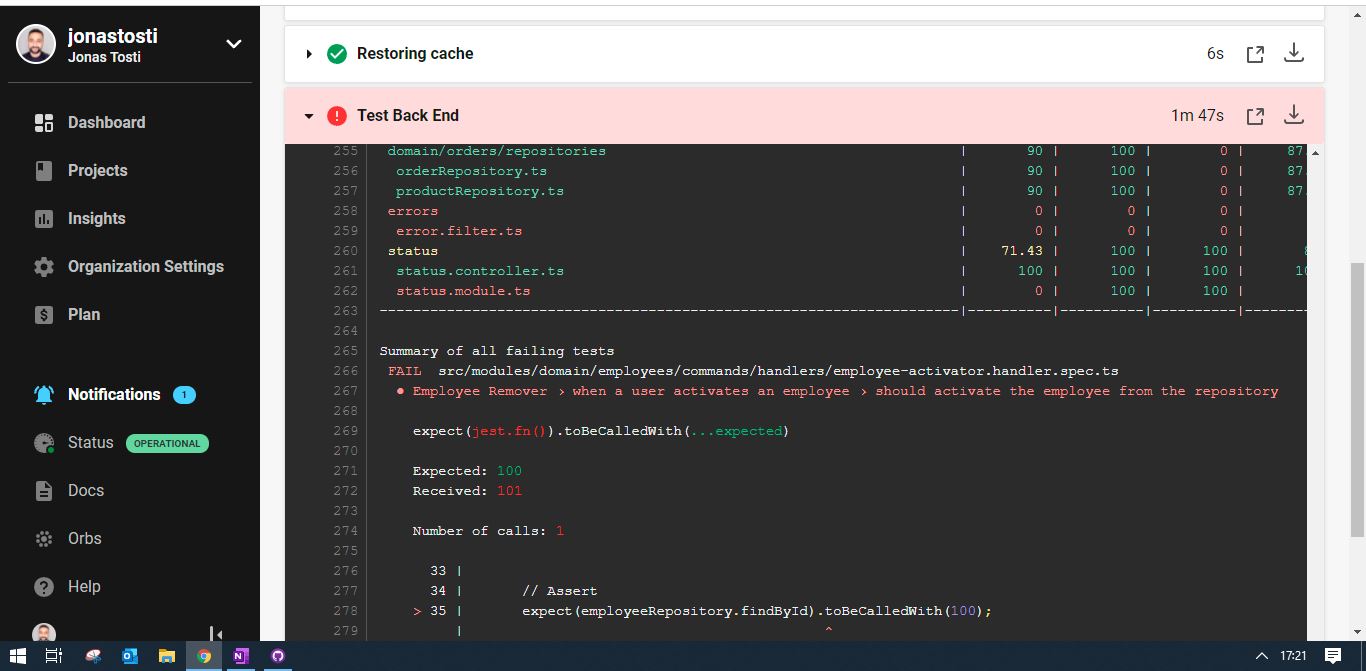 jonastosti
Jonas Tosti
Dashboard
Projects
Insights
Organization Settings
Plan
Notifications 1
Status OPERATIONAL
Docs
Orbs
Help
Restoring cache 6s
Test Back End 1m 47s
255 domain/orders/repositories | 90 | 100 | 0 | 87
256 orderRepository.ts | 90 | 100 | 0 | 87.
257 productRepository.ts | 90 | 100 | 0 | 87.
258 errors | 0 | 0 | 0 |
259 error.filter.ts | 0 | 0 | 0 |
260 status | 71.43 | 100 | 100 |
261 status.controller.ts | 100 | 100 | 100 | 10
262 status.module.ts | 0 | 100 | 100 |
263 ---------------------------------------------------------------------|----------|----------|----------|--------
264
265 Summary of all failing tests
266 FAIL src/modules/domain/employees/commands/handlers/employee-activator.handler.spec.ts
267 ● Employee Remover › when a user activates an employee › should activate the employee from the repository
268
269 expect(jest.fn()).toBeCalledWith(...expected)
270
271 Expected: 100
272 Received: 101
273
274 Number of calls: 1
275
276 33 |
277 34 | // Assert
278 > 35 | expect(employeeRepository.findById).toBeCalledWith(100);
279 | ^
17:21